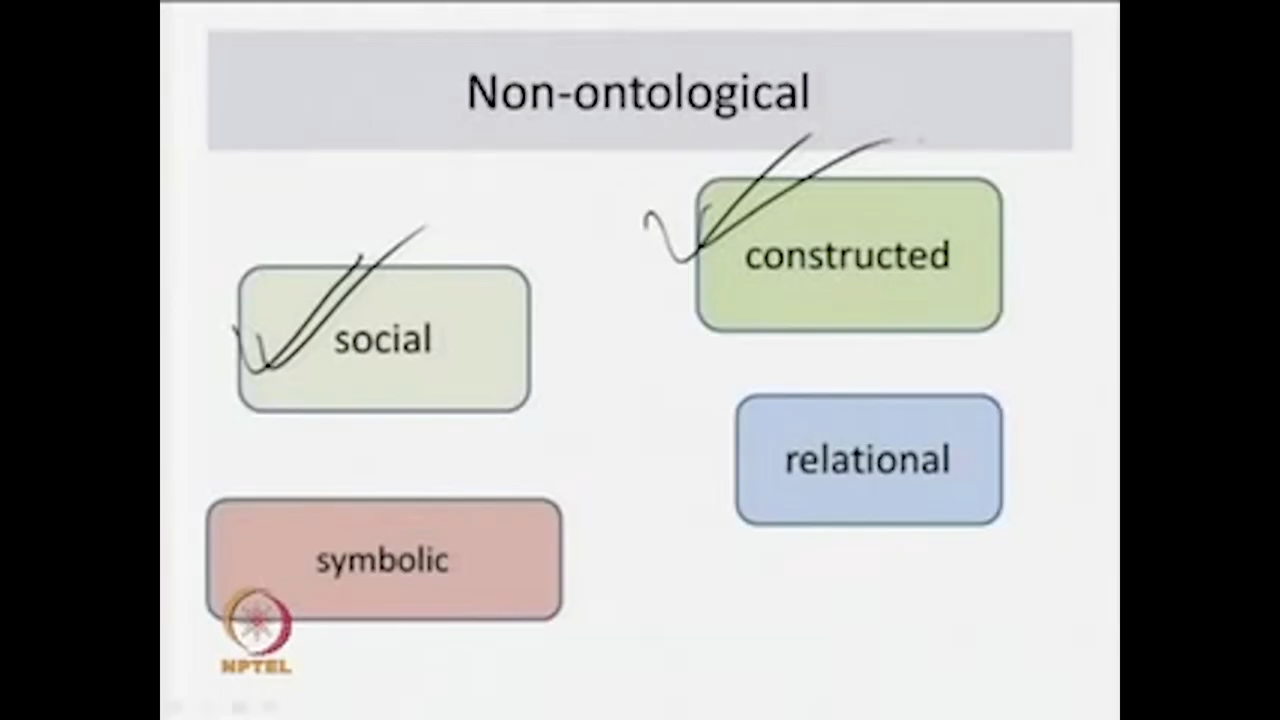 Non-ontological
constructed
social
relational
symbolic
NPTEL